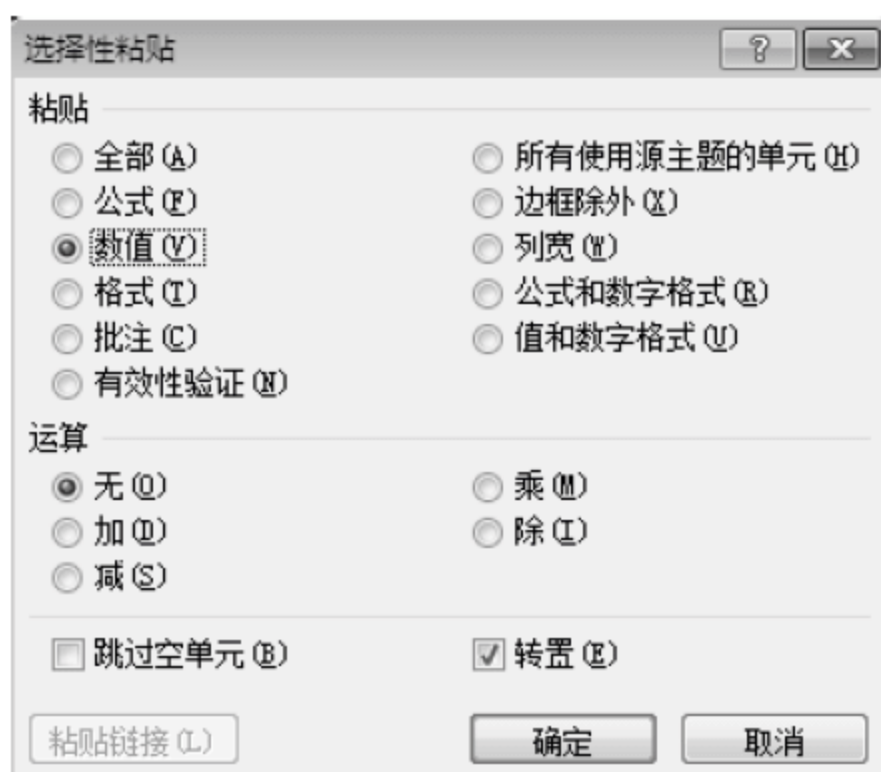 选择性粘贴
粘贴
全部(A) 所有使用源主题的单元(H)
公式(F) 边框除外(X)
数值(V) 列宽(W)
格式(T) 公式和数字格式(R)
批注(C) 值和数字格式(U)
有效性验证(N)
运算
无(O) 乘(M)
加(D) 除(I)
减(S)
跳过空单元(B) 转置(E)
粘贴链接(L) 确定 取消